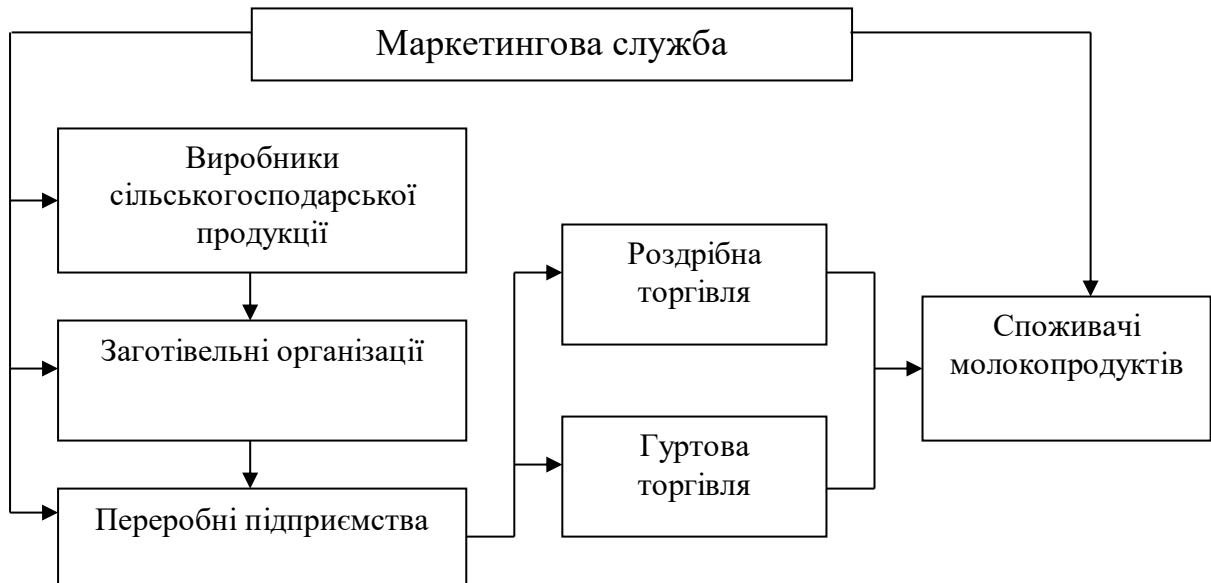 Маркетингова служба
Виробники
сільськогосподарської
продукції
Заготівельні організації
Переробні підприємства
Роздрібна
торгівля
Гуртова
торгівля
Споживачі
молокопродуктів